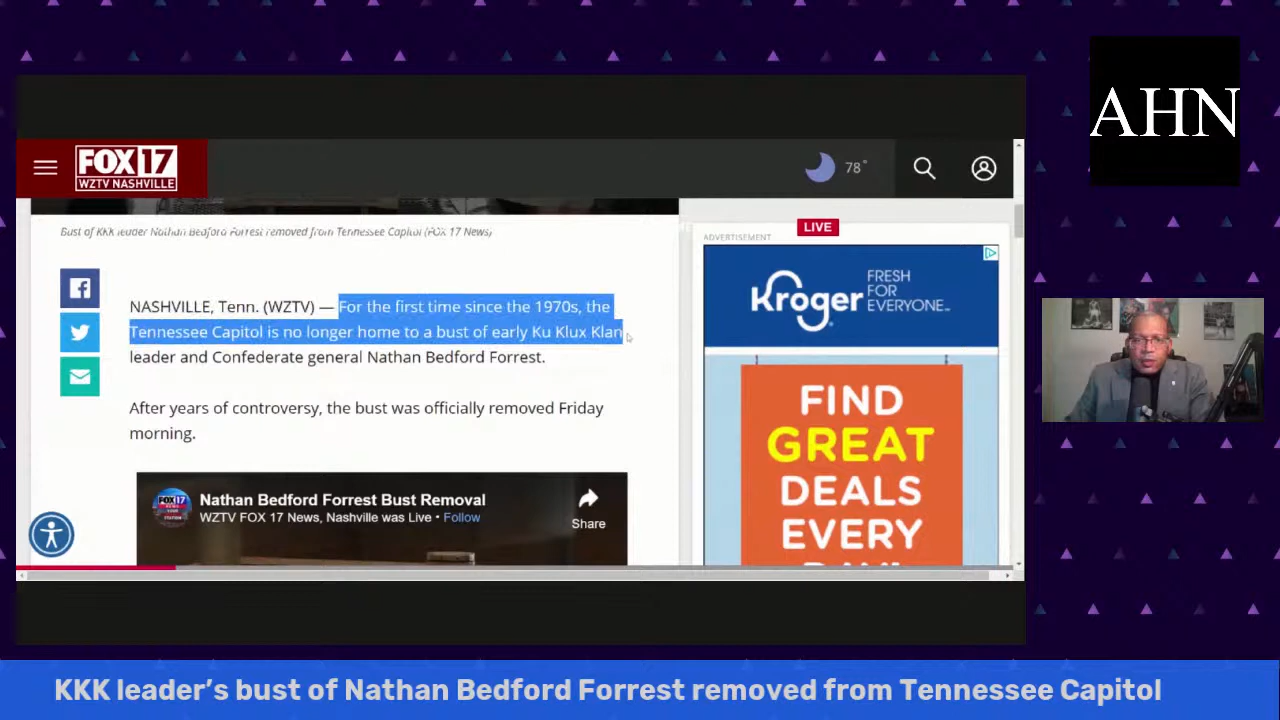 AHN
FOX 17
WZTV NASHVILLE
78°
Bust of KKK leader Nathan Bedford Forrest removed from Tennessee Capitol (FOX 17 News)
NASHVILLE, Tenn. (WZTV) — For the first time since the 1970s, the
Tennessee Capitol is no longer home to a bust of early Ku Klux Klan
leader and Confederate general Nathan Bedford Forrest.
After years of controversy, the bust was officially removed Friday
morning.
FOX17
NEWS
Nathan Bedford Forrest Bust Removal
WZTV FOX 17 News, Nashville was Live • Follow
Share
LIVE
ADVERTISEMENT
Kroger
FRESH
FOR
EVERYONE™
FIND
GREAT
DEALS
EVERY
KKK leader’s bust of Nathan Bedford Forrest removed from Tennessee Capitol